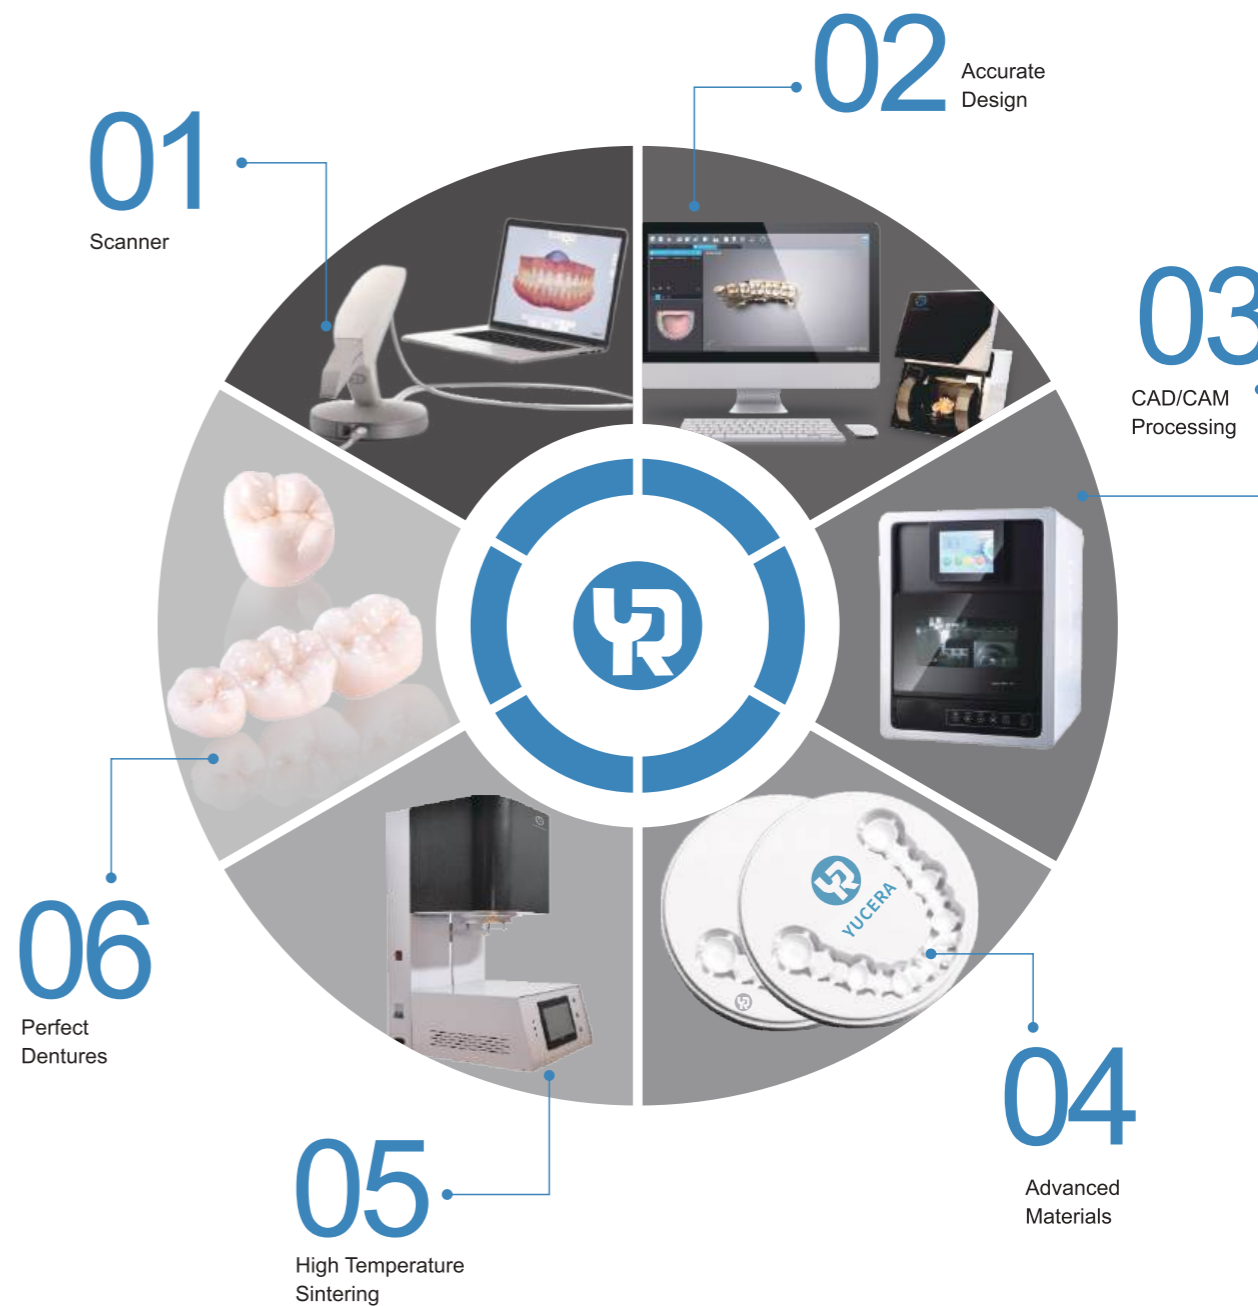 01
Scanner
02
Accurate
Design
03
CAD/CAM
Processing
YR
YUCERA
04
Advanced
Materials
05
High Temperature
Sintering
06
Perfect
Dentures